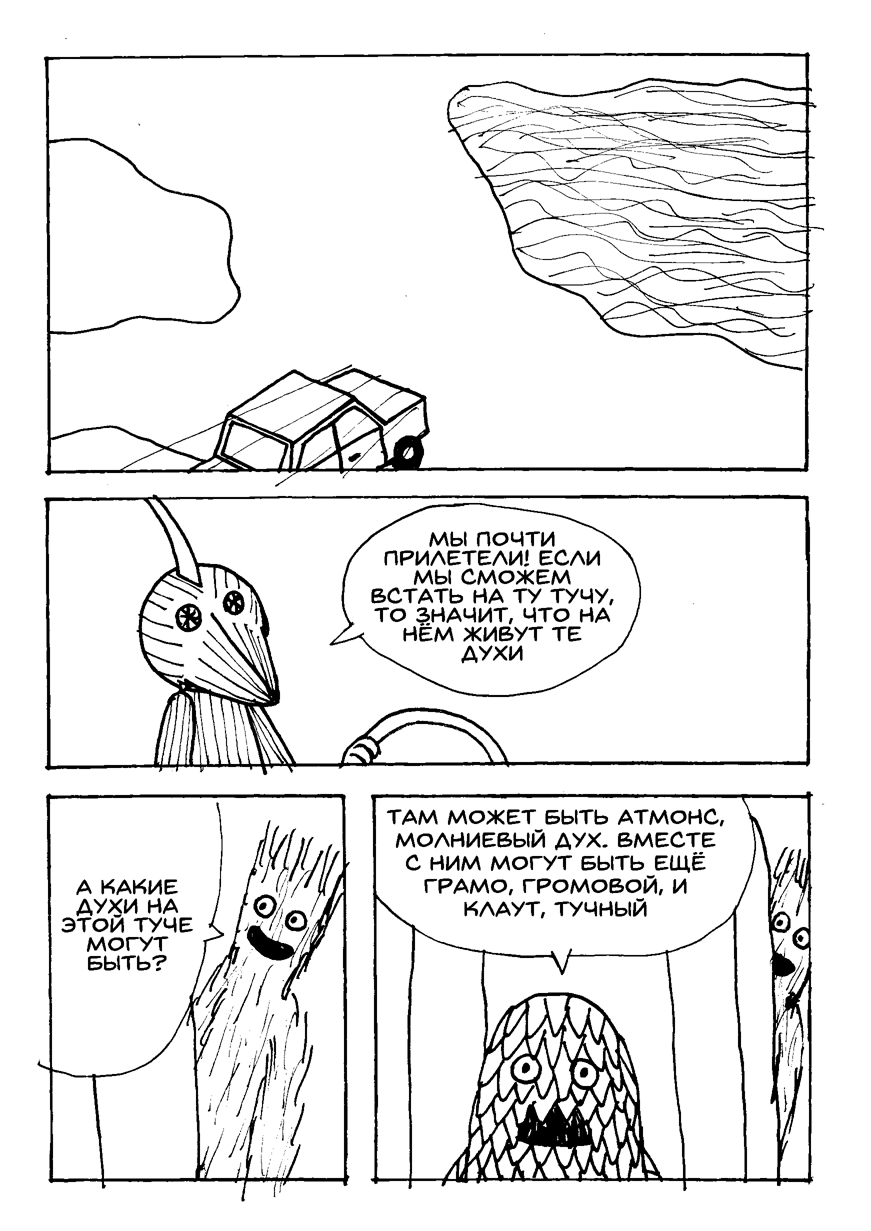 МЫ ПОЧТИ
ПРИЛЕТЕЛИ! ЕСЛИ
МЫ СМОЖЕМ
ВСТАТЬ НА ТУ ТУЧУ,
ТО ЗНАЧИТ, ЧТО НА
НЁМ ЖИВУТ ТЕ
ДУХИ
А КАКИЕ
ДУХИ НА
ЭТОЙ ТУЧЕ
МОГУТ
БЫТЬ?
ТАМ МОЖЕТ БЫТЬ АТМОНС,
МОЛНИЕВЫЙ ДУХ. ВМЕСТЕ
С НИМ МОГУТ БЫТЬ ЕЩЁ
ГРАМО, ГРОМОВОЙ, И
КЛАУТ, ТУЧНЫЙ